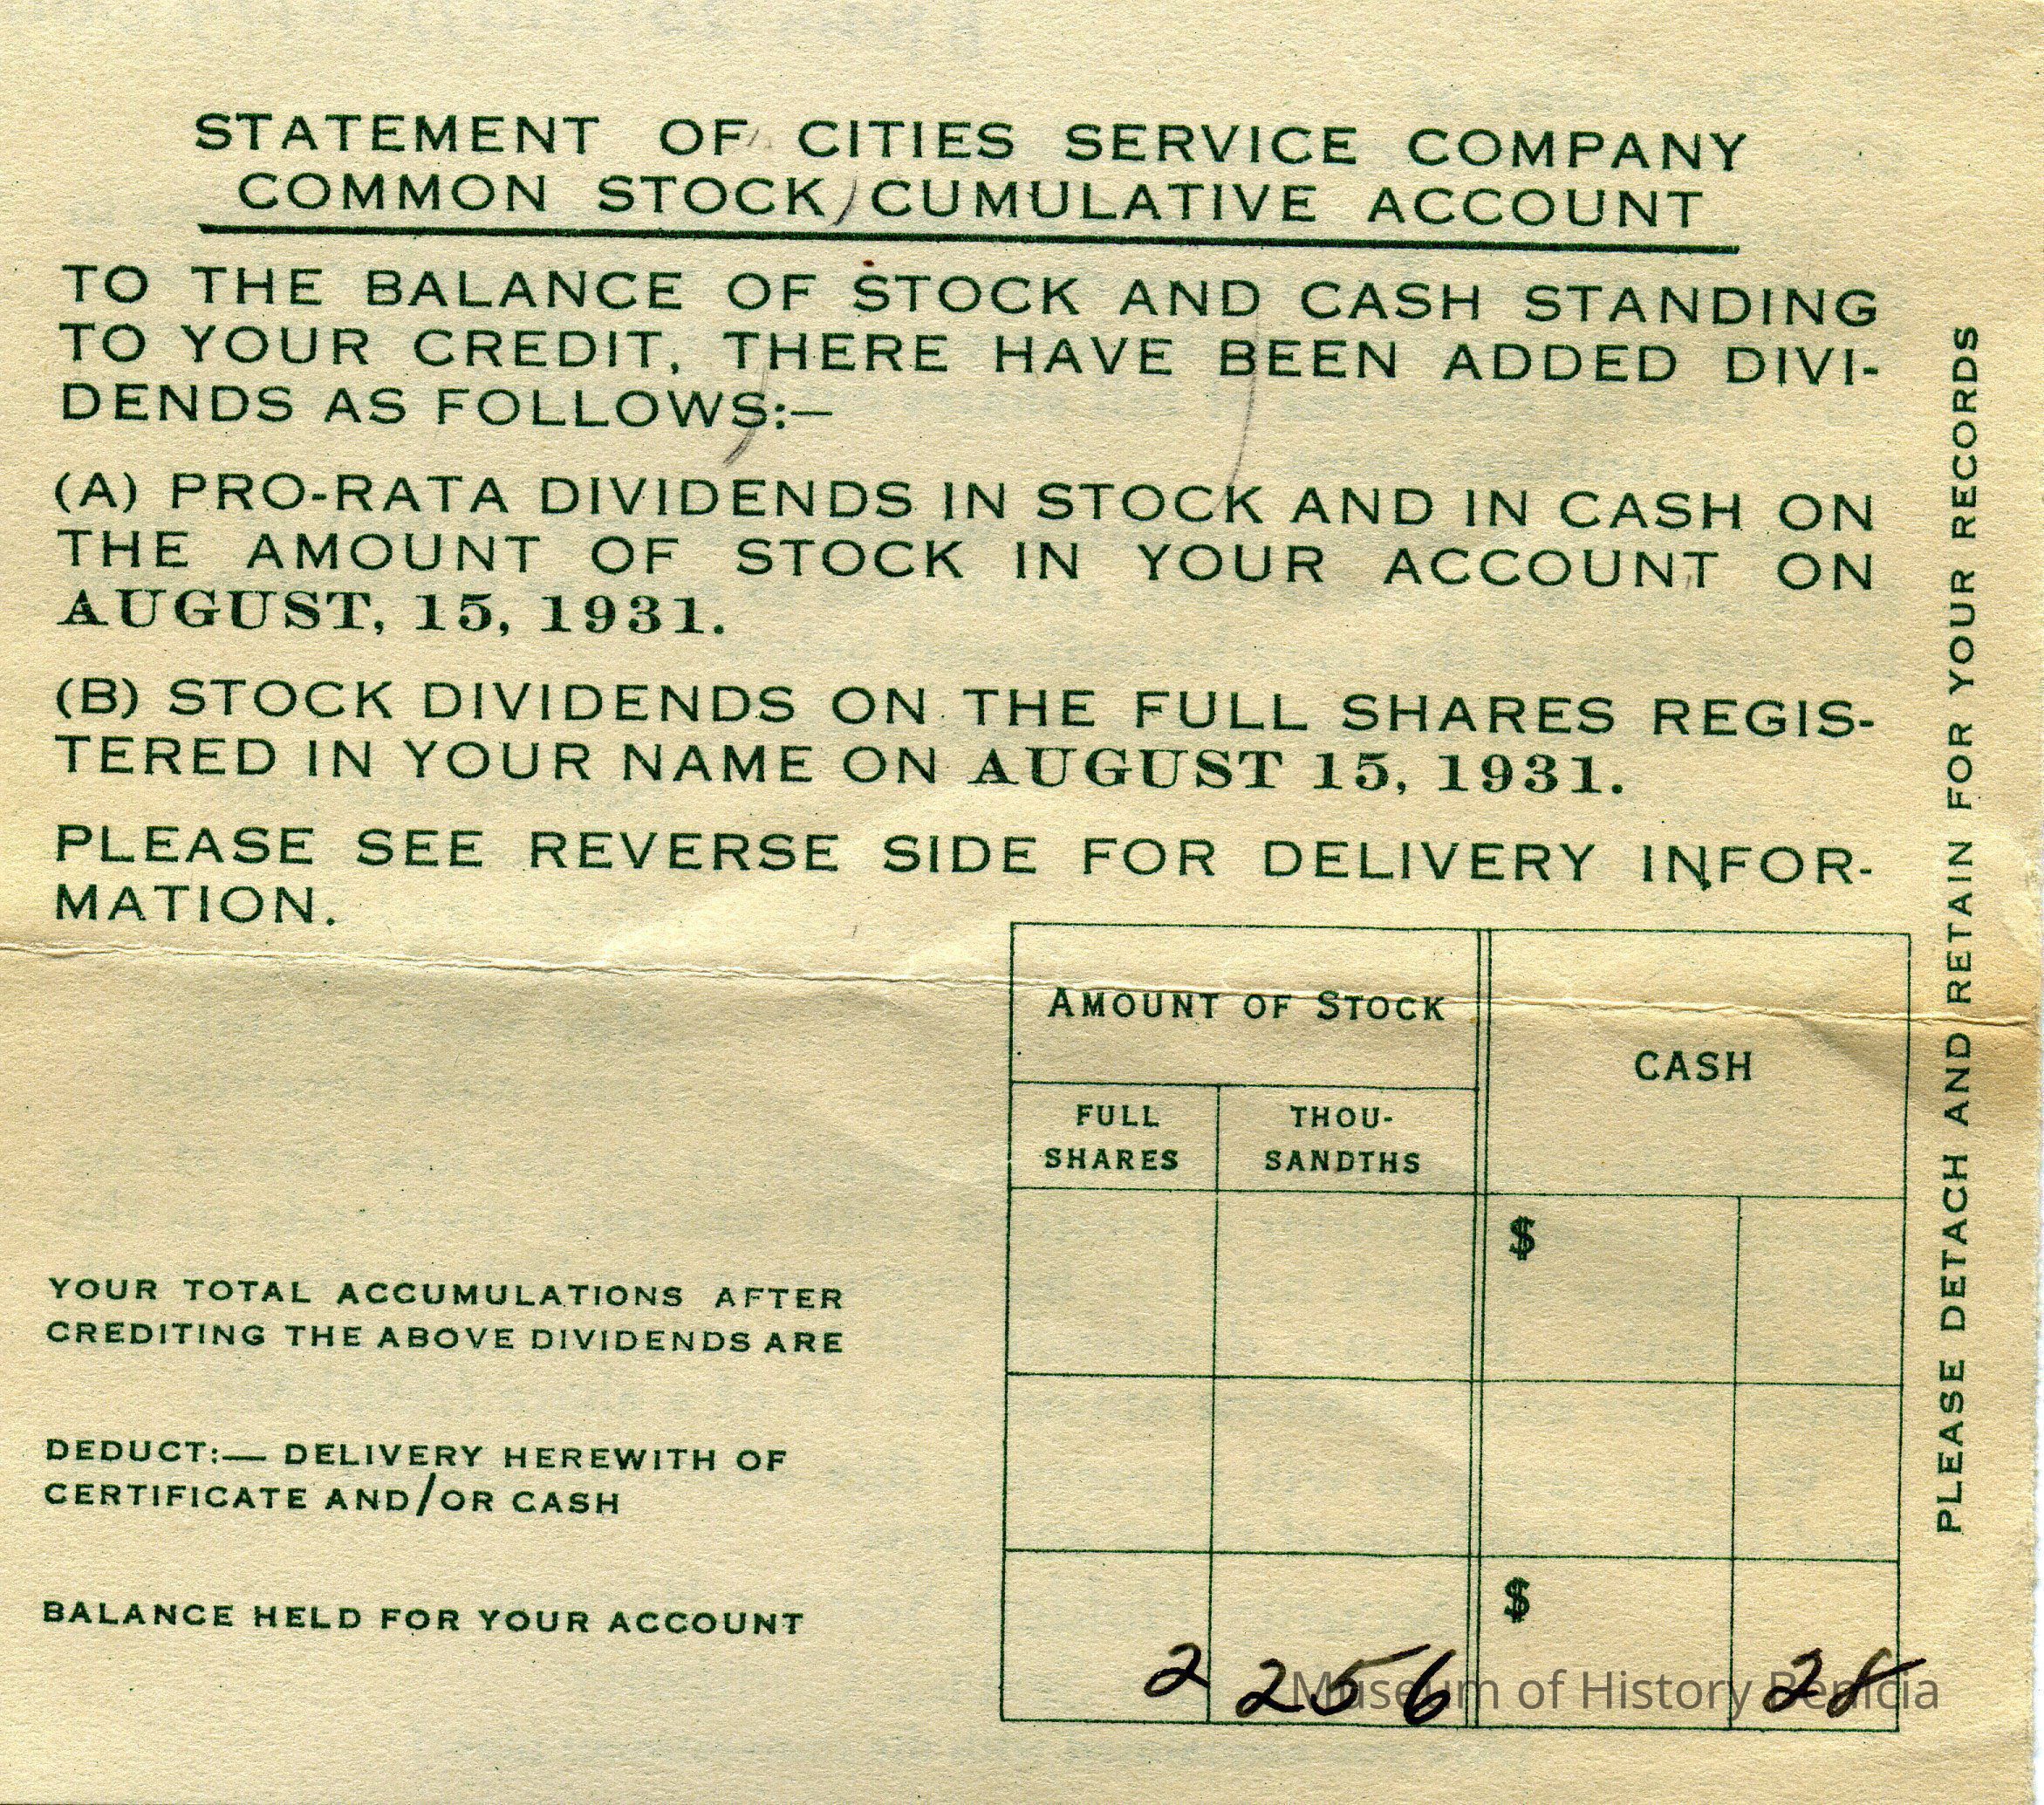 STATEMENT OF CITIES SERVICE COMPANY
COMMON STOCK CUMULATIVE ACCOUNT
TO THE BALANCE OF STOCK AND CASH STANDING
TO YOUR CREDIT, THERE HAVE BEEN ADDED DIVI-
DENDS AS FOLLOWS:—
(A) PRO-RATA DIVIDENDS IN STOCK AND IN CASH ON
THE AMOUNT OF STOCK IN YOUR ACCOUNT ON
AUGUST, 15, 1931.
(B) STOCK DIVIDENDS ON THE FULL SHARES REGIS-
TERED IN YOUR NAME ON AUGUST 15, 1931.
PLEASE SEE REVERSE SIDE FOR DELIVERY INFOR-
MATION.
AMOUNT OF STOCK
CASH
FULL
SHARES
THOU-
SANDTHS
$
YOUR TOTAL ACCUMULATIONS AFTER
CREDITING THE ABOVE DIVIDENDS ARE
DEDUCT:— DELIVERY HEREWITH OF
CERTIFICATE AND/OR CASH
BALANCE HELD FOR YOUR ACCOUNT
$
2 256 28
PLEASE DETACH AND RETAIN FOR YOUR RECORDS
Museum of History Benicia